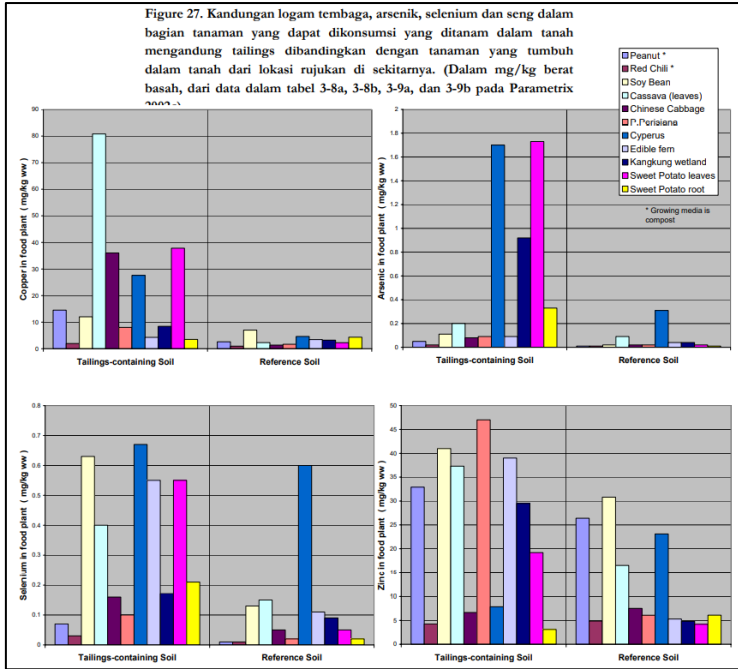 Figure 27. Kandungan logam tembaga, arsenik, selenium dan seng dalam
bagian tanaman yang dapat dikonsumsi yang ditanam dalam tanah
mengandung tailings dibandingkan dengan tanaman yang tumbuh
dalam tanah dari lokasi rujukan di sekitarnya. (Dalam mg/kg berat
basah, dari data dalam tabel 3-8a, 3-8b, 3-9a, dan 3-9b pada Parametrix
Peanut *
Red Chili *
Soy Bean
Cassava (leaves)
Chinese Cabbage
Cyperus
Edible fern
Kangkung wetland
Sweet Potato leaves
Sweet Potato root
* Growing media is
compost
Copper in food plant ( mg/kg ww )
90
80
70
60
50
40
30
20
10
0
Tailings-containing Soil
Reference Soil
Arsenic in food plant ( mg/kg ww )
2
1.8
1.6
1.4
1.2
1
0.8
0.6
0.4
0.2
0
Tailings-containing Soil
Reference Soil
Selenium in food plant ( mg/kg ww )
0.8
0.7
0.6
0.5
0.4
0.3
0.2
0.1
0
Tailings-containing Soil
Reference Soil
Zinc in food plant ( mg/kg ww )
50
45
40
35
30
25
20
15
10
5
0
Tailings-containing Soil
Reference Soil